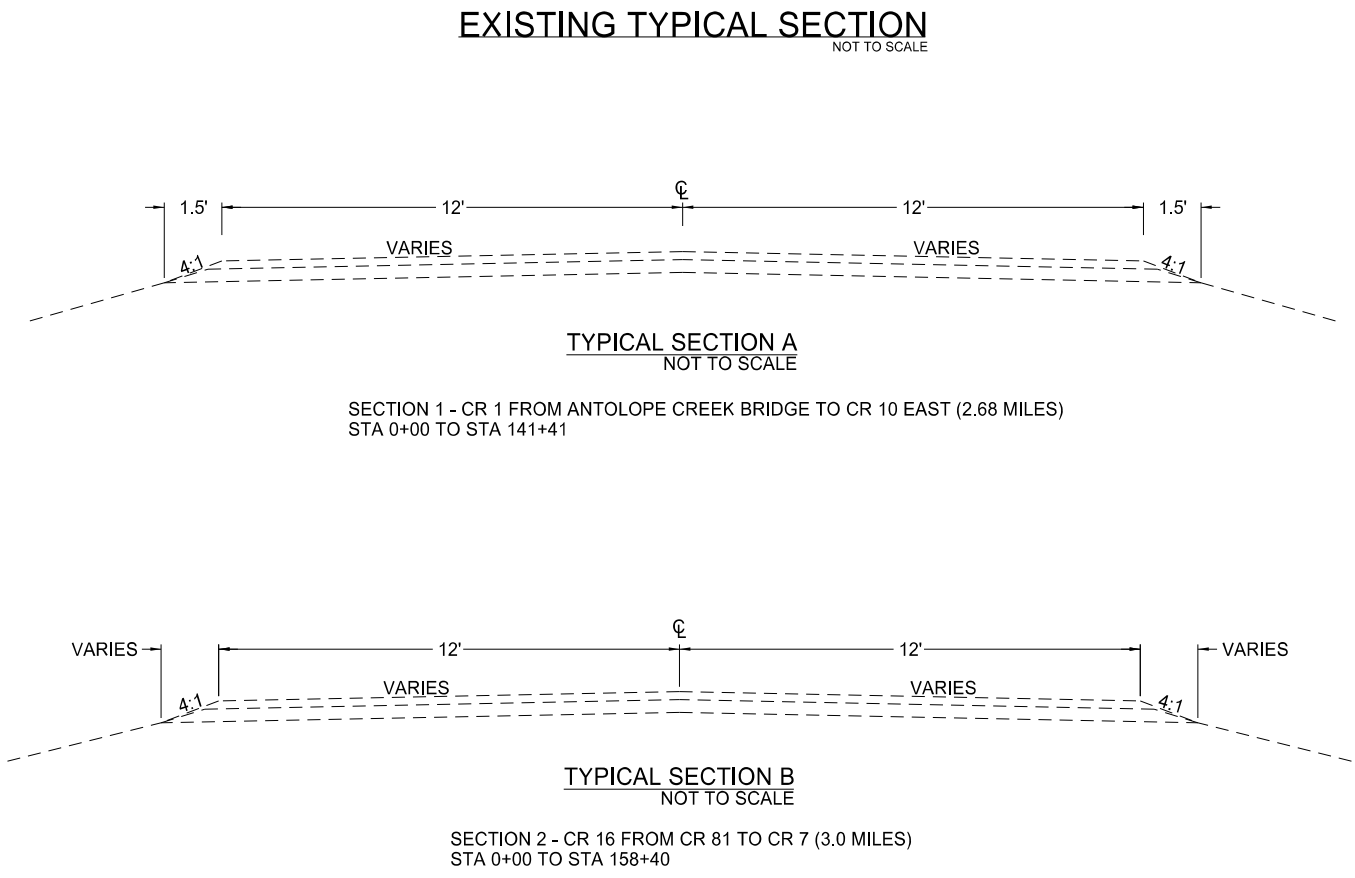 EXISTING TYPICAL SECTION
NOT TO SCALE
℄
1.5' 12' 12' 1.5'
VARIES VARIES
4:1 4:1
TYPICAL SECTION A
NOT TO SCALE
SECTION 1 - CR 1 FROM ANTOLOPE CREEK BRIDGE TO CR 10 EAST (2.68 MILES)
STA 0+00 TO STA 141+41
℄
VARIES 12' 12' VARIES
VARIES VARIES
4:1 4:1
TYPICAL SECTION B
NOT TO SCALE
SECTION 2 - CR 16 FROM CR 81 TO CR 7 (3.0 MILES)
STA 0+00 TO STA 158+40